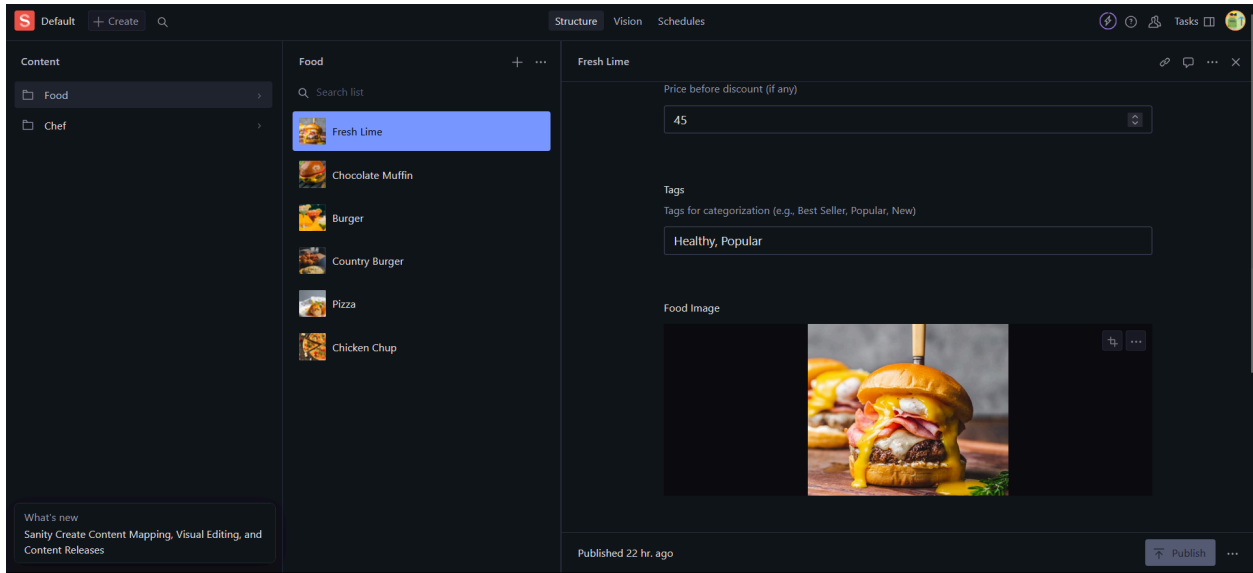 S Default + Create
Structure Vision Schedules
Tasks
Content
Food
Chef
What's new
Sanity Create Content Mapping, Visual Editing, and
Content Releases
Food
Search list
Fresh Lime
Chocolate Muffin
Burger
Country Burger
Pizza
Chicken Chup
Fresh Lime
Price before discount (if any)
45
Tags
Tags for categorization (e.g., Best Seller, Popular, New)
Healthy, Popular
Food Image
Published 22 hr. ago
Publish